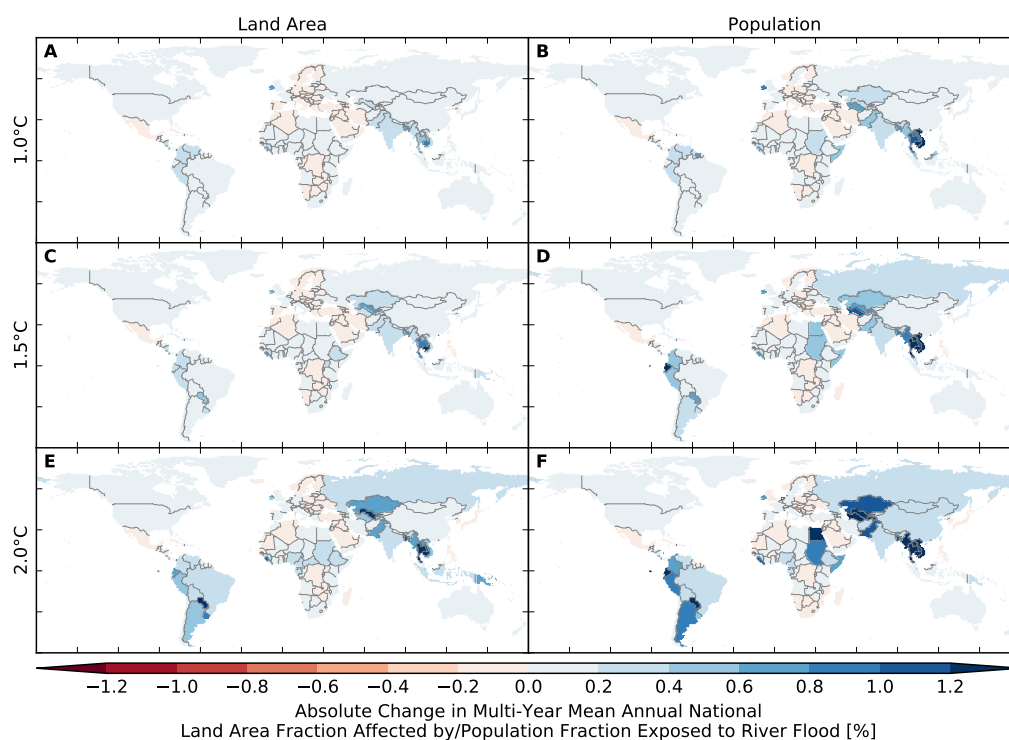 Land Area
Population
A
B
1.0°C
C
D
1.5°C
E
F
2.0°C
−1.2 −1.0 −0.8 −0.6 −0.4 −0.2 0.0 0.2 0.4 0.6 0.8 1.0 1.2
Absolute Change in Multi-Year Mean Annual National
Land Area Fraction Affected by/Population Fraction Exposed to River Flood [%]